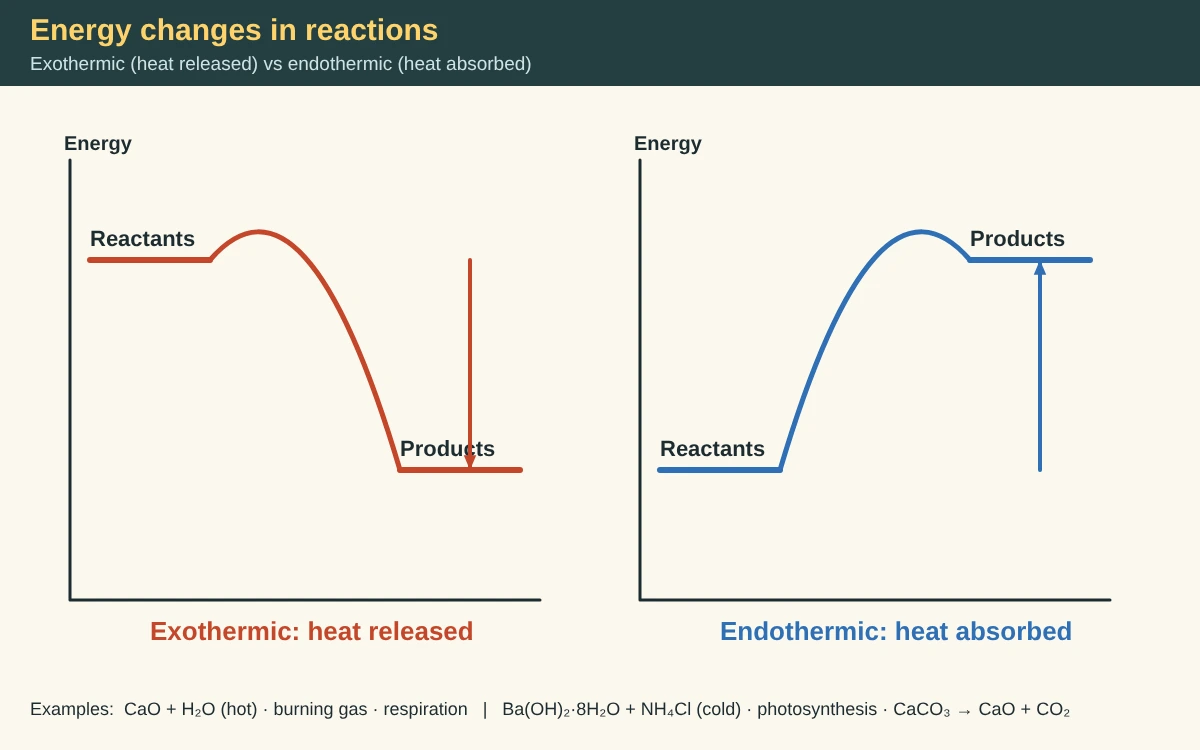 Energy changes in reactions
Exothermic (heat released) vs endothermic (heat absorbed)
Energy
Reactants
Products
Exothermic: heat released
Energy
Products
Reactants
Endothermic: heat absorbed
Examples:  CaO + H₂O (hot) · burning gas · respiration   |   Ba(OH)₂·8H₂O + NH₄Cl (cold) · photosynthesis · CaCO₃ → CaO + CO₂